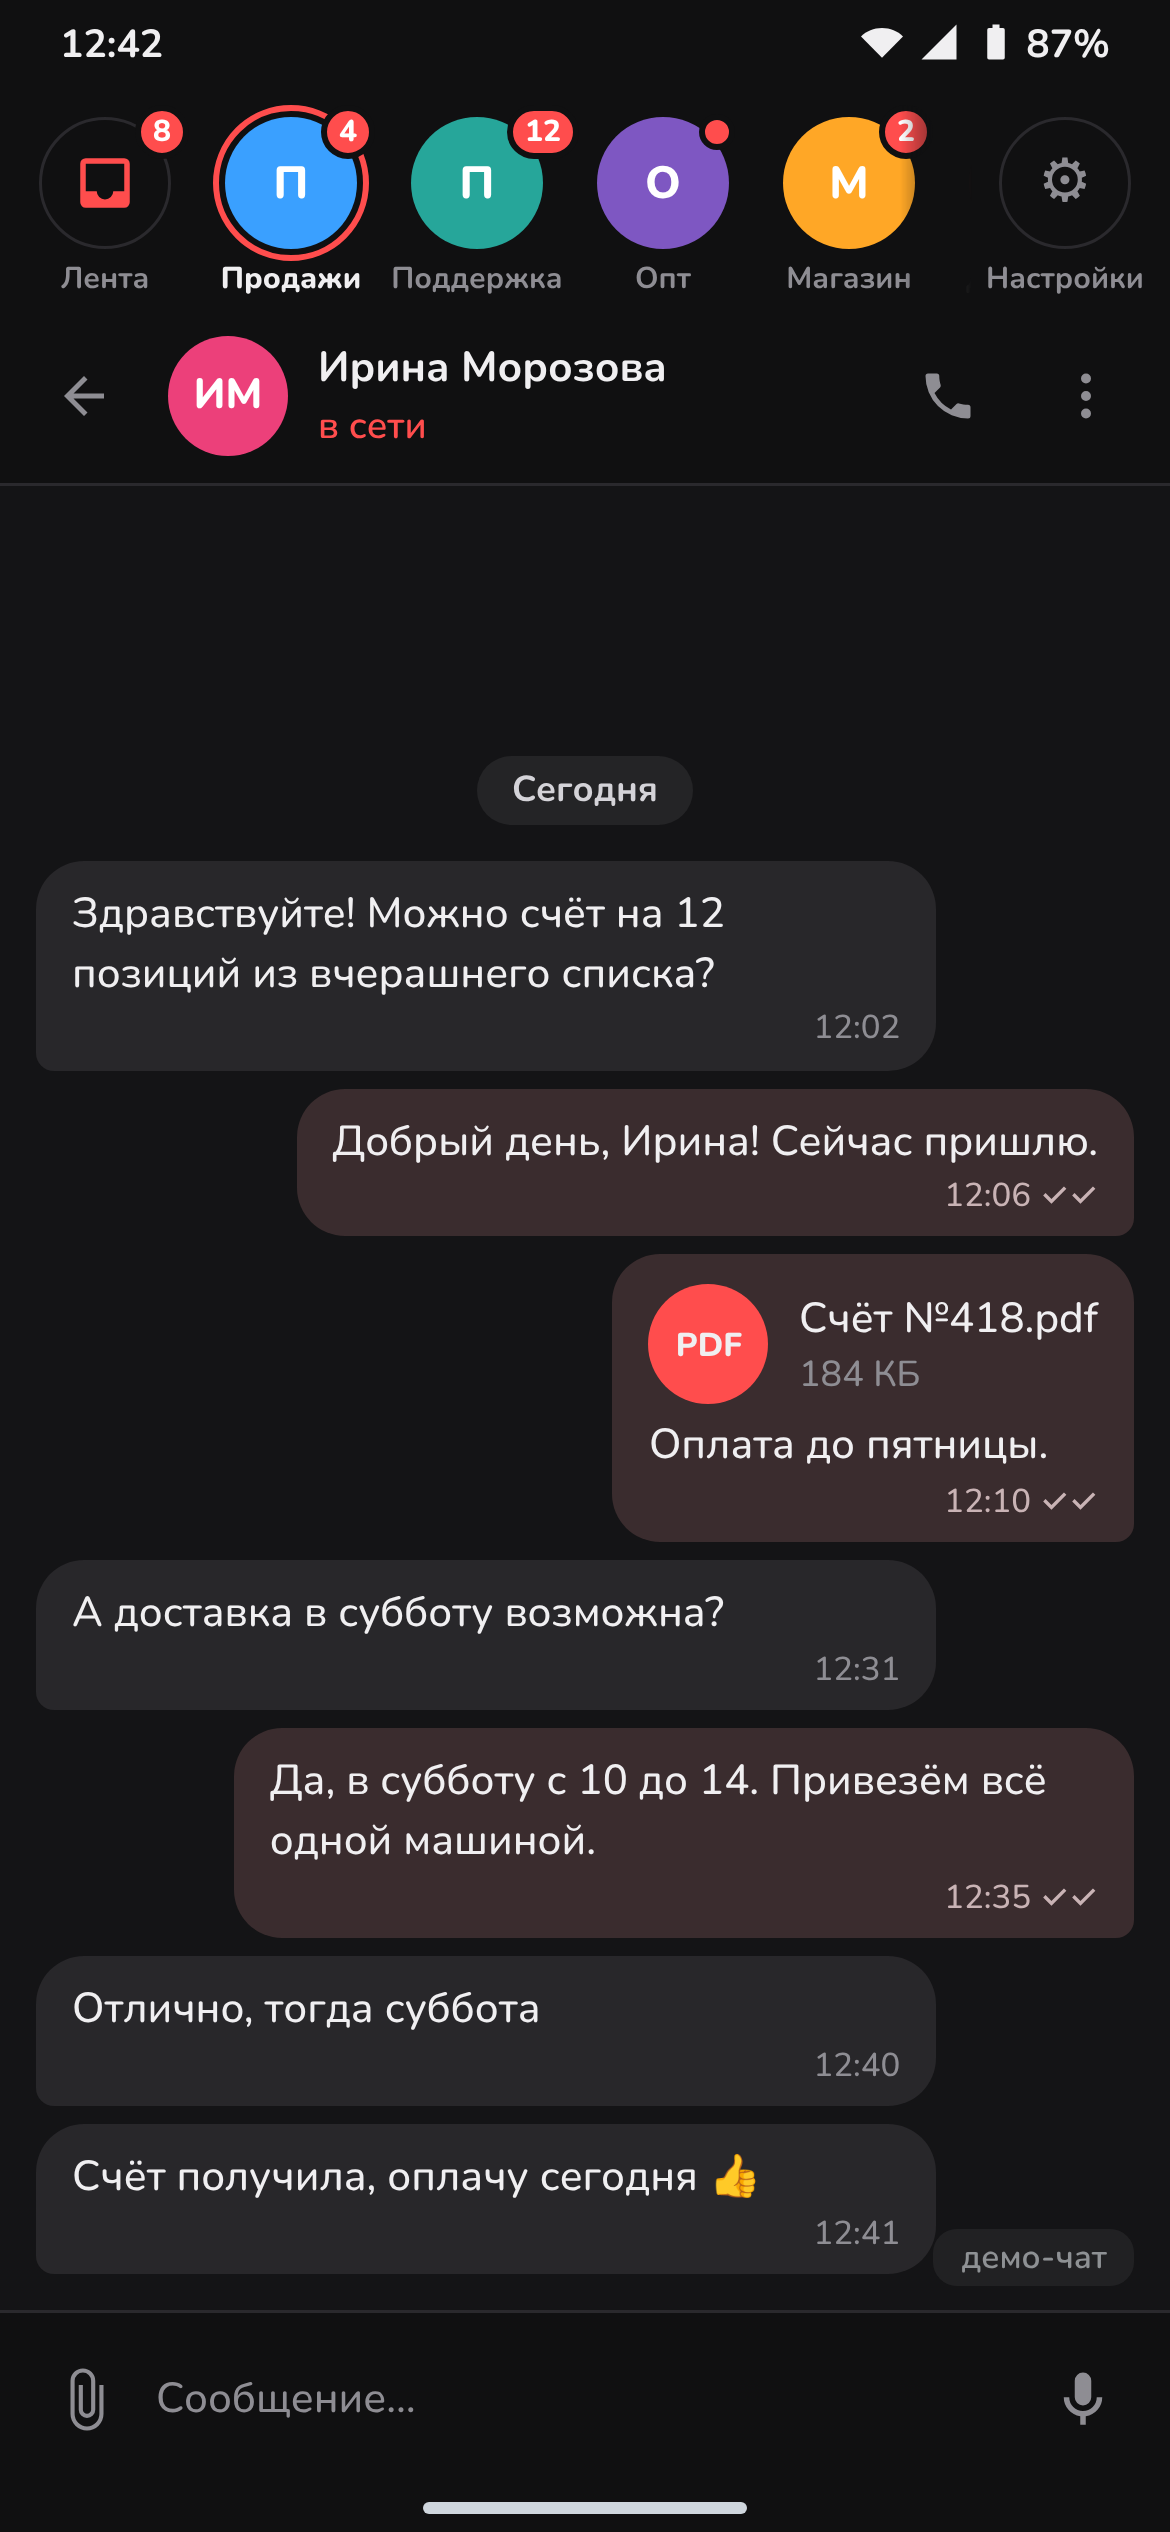 12:42
87%
8
4
12
2
П
П
О
М
Лента
Продажи
Поддержка
Опт
Магазин
Настройки
ИМ
Ирина Морозова
в сети
Сегодня
Здравствуйте! Можно счёт на 12
позиций из вчерашнего списка?
12:02
Добрый день, Ирина! Сейчас пришлю.
12:06
PDF
Счёт №418.pdf
184 КБ
Оплата до пятницы.
12:10
А доставка в субботу возможна?
12:31
Да, в субботу с 10 до 14. Привезём всё
одной машиной.
12:35
Отлично, тогда суббота
12:40
Счёт получила, оплачу сегодня 👍
12:41
демо-чат
Сообщение...